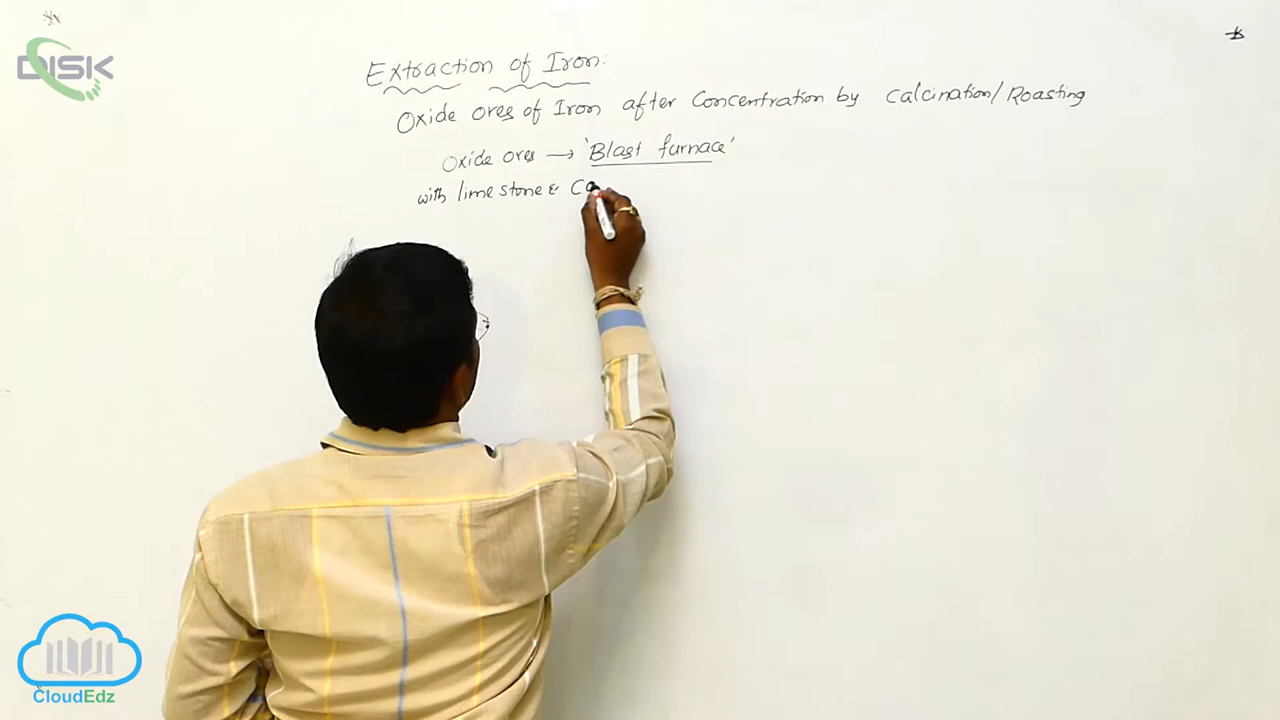 DISK
Extraction of Iron:
Oxide ores of Iron after Concentration by Calcination/Roasting
Oxide ores → 'Blast furnace'
with lime stone &
CloudEdz